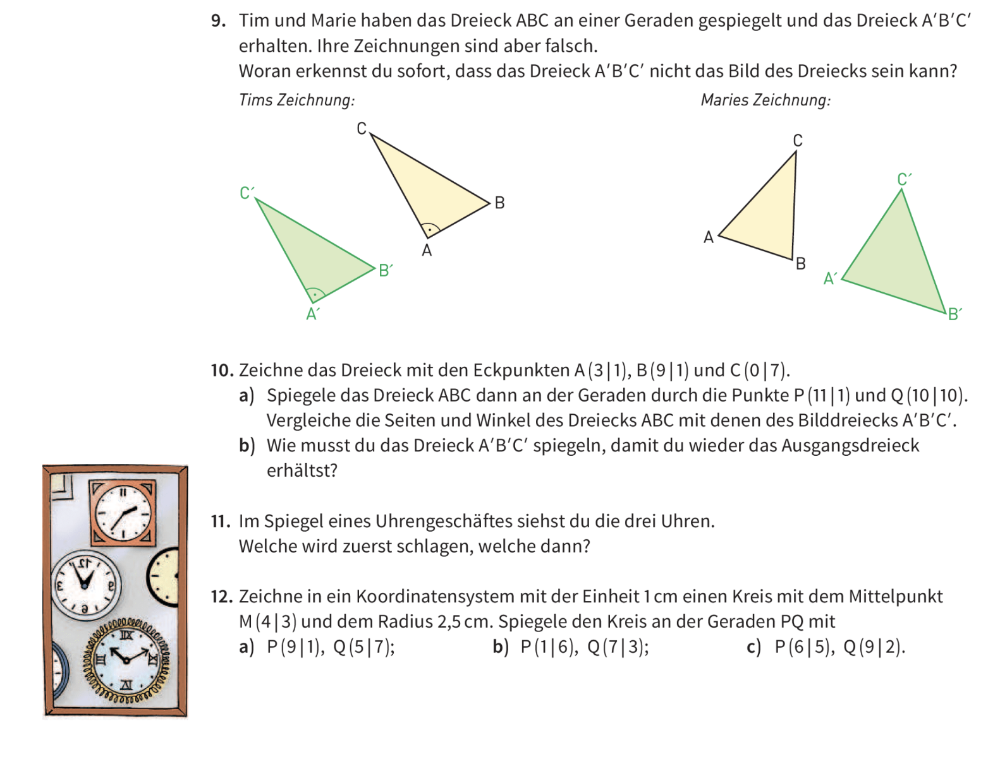 9. Tim und Marie haben das Dreieck ABC an einer Geraden gespiegelt und das Dreieck A′B′C′
erhalten. Ihre Zeichnungen sind aber falsch.
Woran erkennst du sofort, dass das Dreieck A′B′C′ nicht das Bild des Dreiecks sein kann?
Tims Zeichnung:
Maries Zeichnung:
C
B
A
C′
B′
A′
C
A
B
C′
A′
B′
10. Zeichne das Dreieck mit den Eckpunkten A(3|1), B(9|1) und C(0|7).
a) Spiegele das Dreieck ABC dann an der Geraden durch die Punkte P(11|1) und Q(10|10).
Vergleiche die Seiten und Winkel des Dreiecks ABC mit denen des Bilddreiecks A′B′C′.
b) Wie musst du das Dreieck A′B′C′ spiegeln, damit du wieder das Ausgangsdreieck
erhältst?
11. Im Spiegel eines Uhrengeschäftes siehst du die drei Uhren.
Welche wird zuerst schlagen, welche dann?
12. Zeichne in ein Koordinatensystem mit der Einheit 1 cm einen Kreis mit dem Mittelpunkt
M(4|3) und dem Radius 2,5 cm. Spiegele den Kreis an der Geraden PQ mit
a) P(9|1), Q(5|7); b) P(1|6), Q(7|3); c) P(6|5), Q(9|2).
12
3
9
6